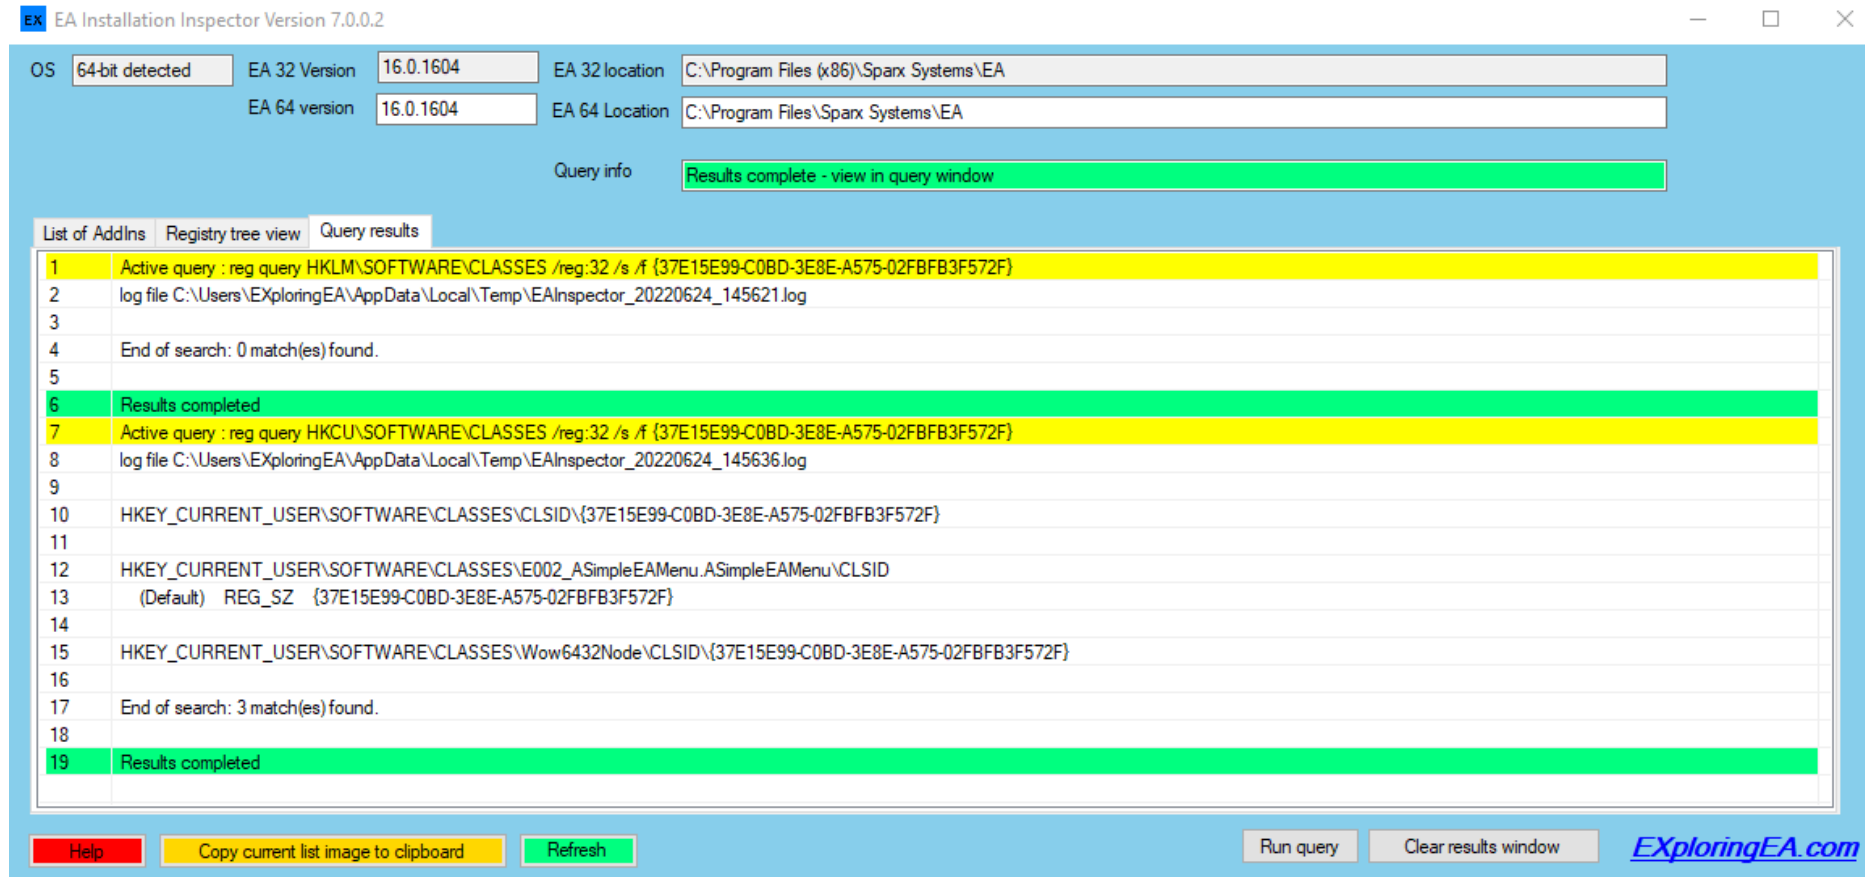 EX EA Installation Inspector Version 7.0.0.2
OS 64-bit detected EA 32 Version 16.0.1604 EA 32 location C:\Program Files (x86)\Sparx Systems\EA
EA 64 version 16.0.1604 EA 64 Location C:\Program Files\Sparx Systems\EA
Query info Results complete - view in query window
List of AddIns Registry tree view Query results
1 Active query : reg query HKLM\SOFTWARE\CLASSES /reg:32 /s /f {37E15E99-C0BD-3E8E-A575-02FBFB3F572F}
2 log file C:\Users\EXploringEA\AppData\Local\Temp\EAInspector_20220624_145621.log
3
4 End of search: 0 match(es) found.
5
6 Results completed
7 Active query : reg query HKCU\SOFTWARE\CLASSES /reg:32 /s /f {37E15E99-C0BD-3E8E-A575-02FBFB3F572F}
8 log file C:\Users\EXploringEA\AppData\Local\Temp\EAInspector_20220624_145636.log
9
10 HKEY_CURRENT_USER\SOFTWARE\CLASSES\CLSID\{37E15E99-C0BD-3E8E-A575-02FBFB3F572F}
11
12 HKEY_CURRENT_USER\SOFTWARE\CLASSES\E002_ASimpleEAMenu.ASimpleEAMenu\CLSID
13 (Default) REG_SZ {37E15E99-C0BD-3E8E-A575-02FBFB3F572F}
14
15 HKEY_CURRENT_USER\SOFTWARE\CLASSES\Wow6432Node\CLSID\{37E15E99-C0BD-3E8E-A575-02FBFB3F572F}
16
17 End of search: 3 match(es) found.
18
19 Results completed
Help Copy current list image to clipboard Refresh Run query Clear results window EXploringEA.com